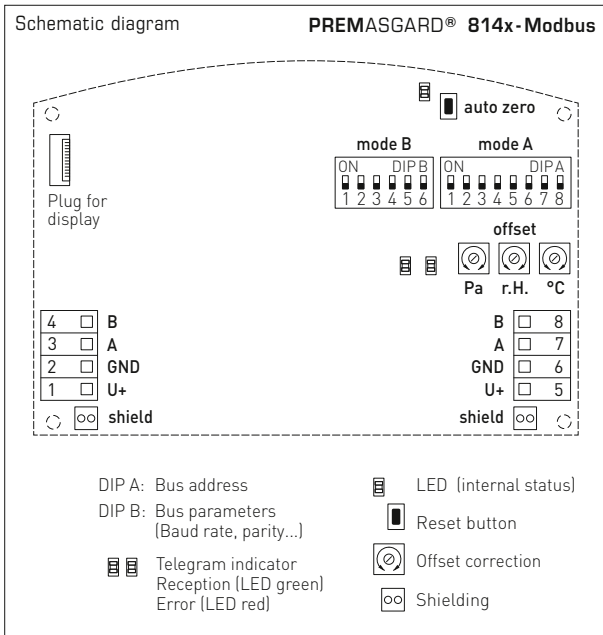 Schematic diagram PREMASGARD® 814x-Modbus
auto zero
mode B mode A
ON DIP B ON DIP A
1 2 3 4 5 6 1 2 3 4 5 6 7 8
Plug for
display
offset
Pa r.H. °C
4 B B 8
3 A A 7
2 GND GND 6
1 U+ U+ 5
shield shield
DIP A: Bus address
DIP B: Bus parameters
(Baud rate, parity...)
Telegram indicator
Reception (LED green)
Error (LED red)
LED (internal status)
Reset button
Offset correction
Shielding